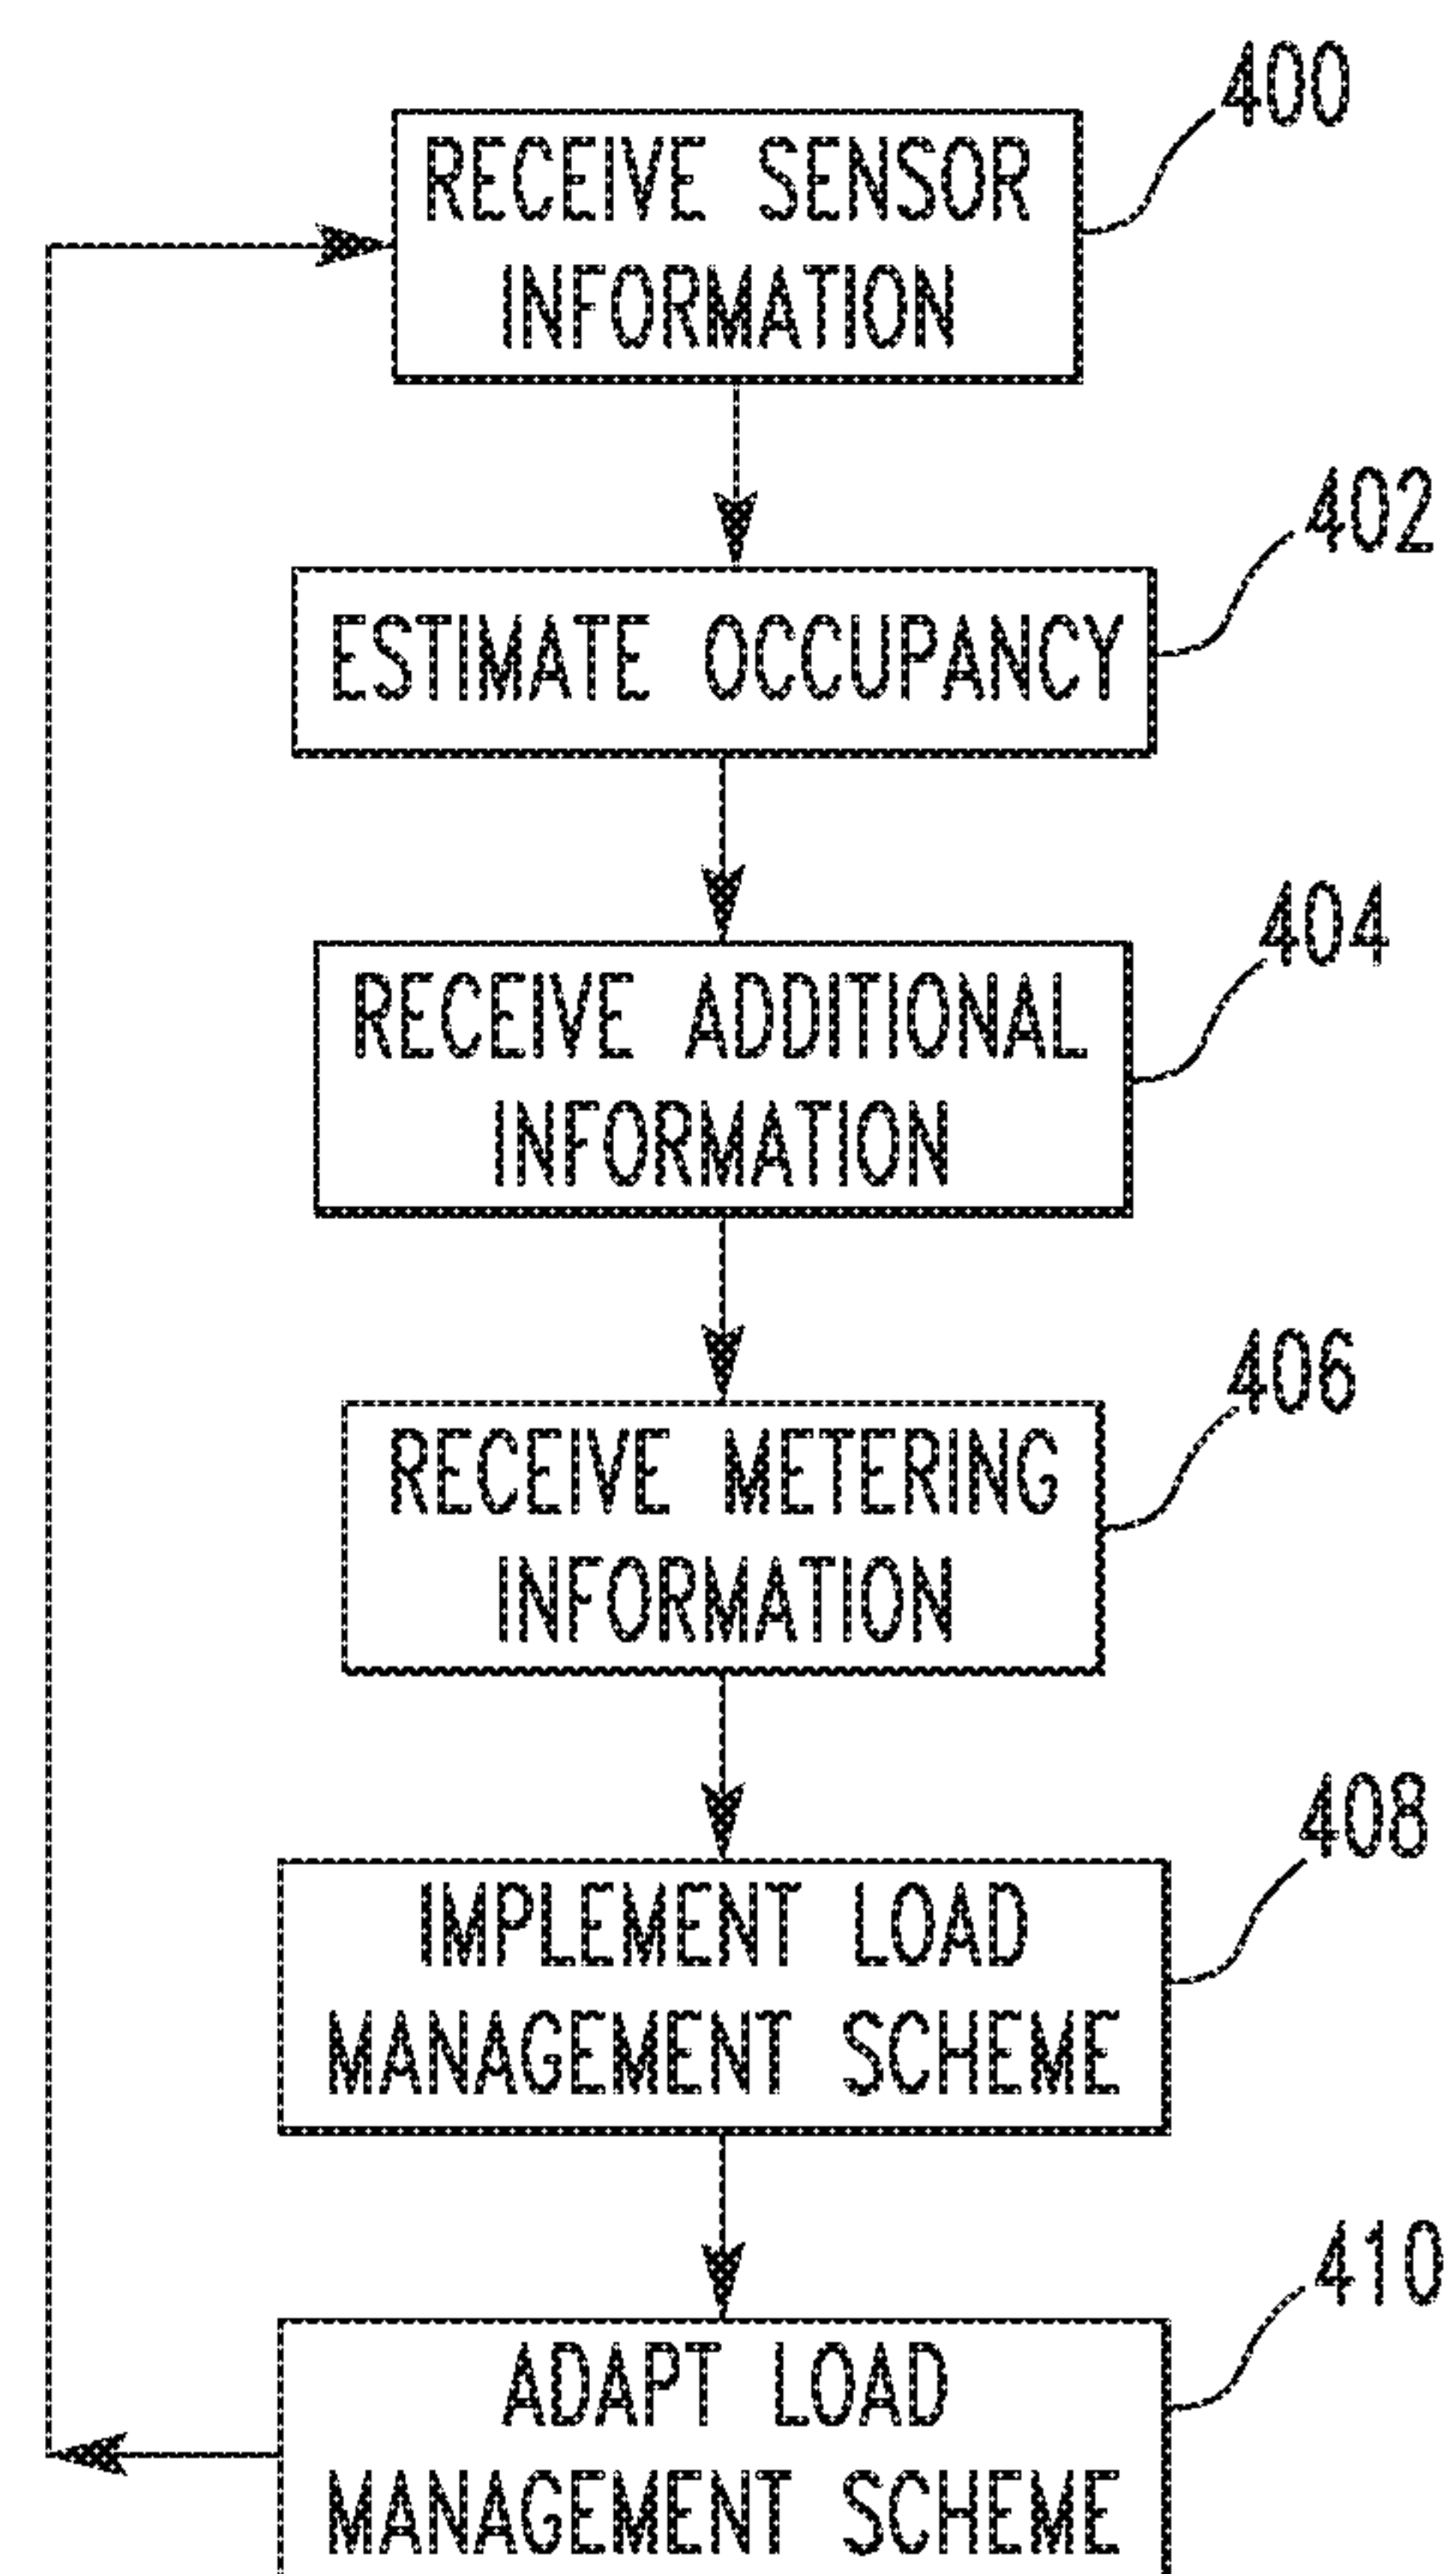 400
RECEIVE SENSOR
INFORMATION
402
ESTIMATE OCCUPANCY
404
RECEIVE ADDITIONAL
INFORMATION
406
RECEIVE METERING
INFORMATION
408
IMPLEMENT LOAD
MANAGEMENT SCHEME
410
ADAPT LOAD
MANAGEMENT SCHEME